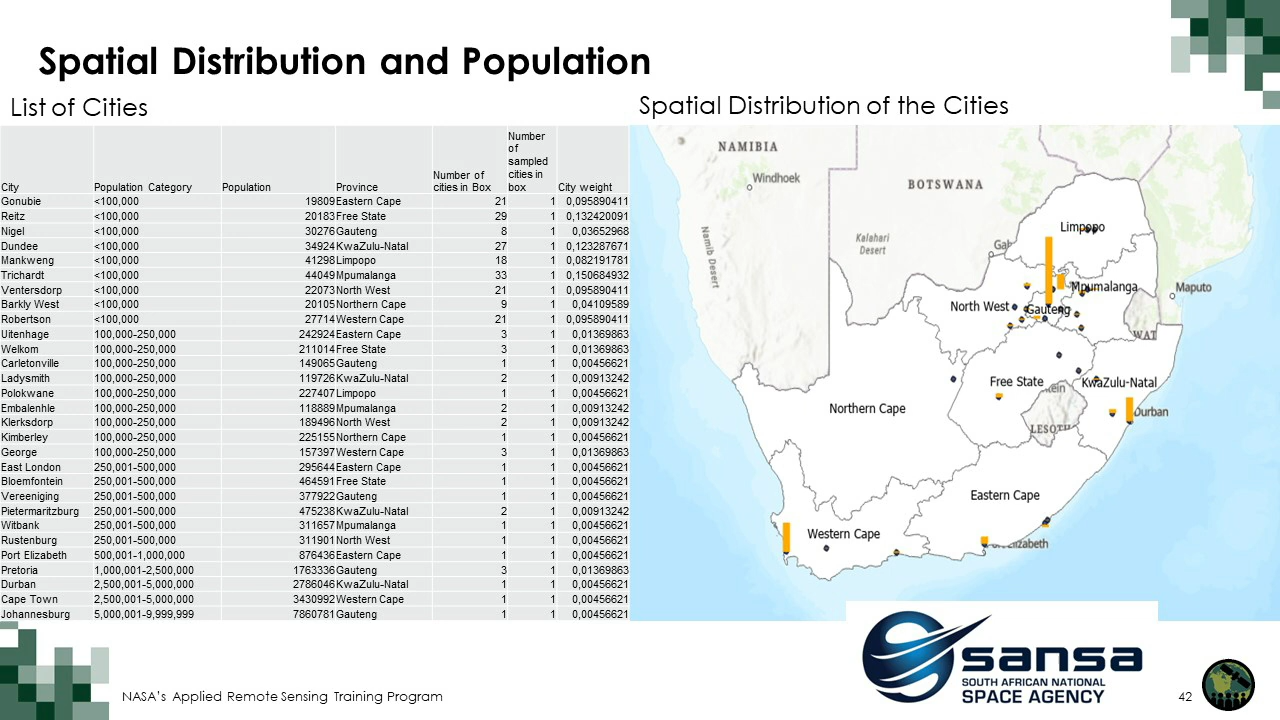 Spatial Distribution and Population
List of Cities
Spatial Distribution of the Cities
City Population Category Population Province Number of cities in Box Number of sampled cities in box City weight
Gonubie <100,000 19809 Eastern Cape 21 1 0,095890411
Reitz <100,000 20183 Free State 29 1 0,132420091
Nigel <100,000 30276 Gauteng 8 1 0,03652968
Dundee <100,000 34924 KwaZulu-Natal 27 1 0,123287671
Mankweng <100,000 41298 Limpopo 18 1 0,082191781
Trichardt <100,000 44049 Mpumalanga 33 1 0,150684932
Ventersdorp <100,000 22073 North West 21 1 0,095890411
Barkly West <100,000 20105 Northern Cape 9 1 0,04109589
Robertson <100,000 27714 Western Cape 21 1 0,095890411
Uitenhage 100,000-250,000 242924 Eastern Cape 3 1 0,01369863
Welkom 100,000-250,000 211014 Free State 3 1 0,01369863
Carletonville 100,000-250,000 149065 Gauteng 1 1 0,00456621
Ladysmith 100,000-250,000 119726 KwaZulu-Natal 2 1 0,00913242
Polokwane 100,000-250,000 227407 Limpopo 1 1 0,00456621
Embalenhle 100,000-250,000 118889 Mpumalanga 2 1 0,00913242
Klerksdorp 100,000-250,000 189496 North West 2 1 0,00913242
Kimberley 100,000-250,000 225155 Northern Cape 1 1 0,00456621
George 100,000-250,000 157397 Western Cape 3 1 0,01369863
East London 250,001-500,000 295644 Eastern Cape 1 1 0,00456621
Bloemfontein 250,001-500,000 464591 Free State 1 1 0,00456621
Vereeniging 250,001-500,000 377922 Gauteng 1 1 0,00456621
Pietermaritzburg 250,001-500,000 475238 KwaZulu-Natal 2 1 0,00913242
Witbank 250,001-500,000 311657 Mpumalanga 1 1 0,00456621
Rustenburg 250,001-500,000 311901 North West 1 1 0,00456621
Port Elizabeth 500,001-1,000,000 876436 Eastern Cape 1 1 0,00456621
Pretoria 1,000,001-2,500,000 1763336 Gauteng 3 1 0,01369863
Durban 2,500,001-5,000,000 2786046 KwaZulu-Natal 1 1 0,00456621
Cape Town 2,500,001-5,000,000 3430992 Western Cape 1 1 0,00456621
Johannesburg 5,000,001-9,999,999 7860781 Gauteng 1 1 0,00456621
NAMIBIA
Windhoek
BOTSWANA
Namib Desert
Kalahari
Desert
Gab
Limpopo
Mpumalanga
Maputo
North West
Gauteng
WAT
Free State
KwaZulu-Natal
Northern Cape
Durban
LESOTH
Eastern Cape
Western Cape
Elizabeth
sansa
SOUTH AFRICAN NATIONAL
SPACE AGENCY
NASA's Applied Remote Sensing Training Program
42